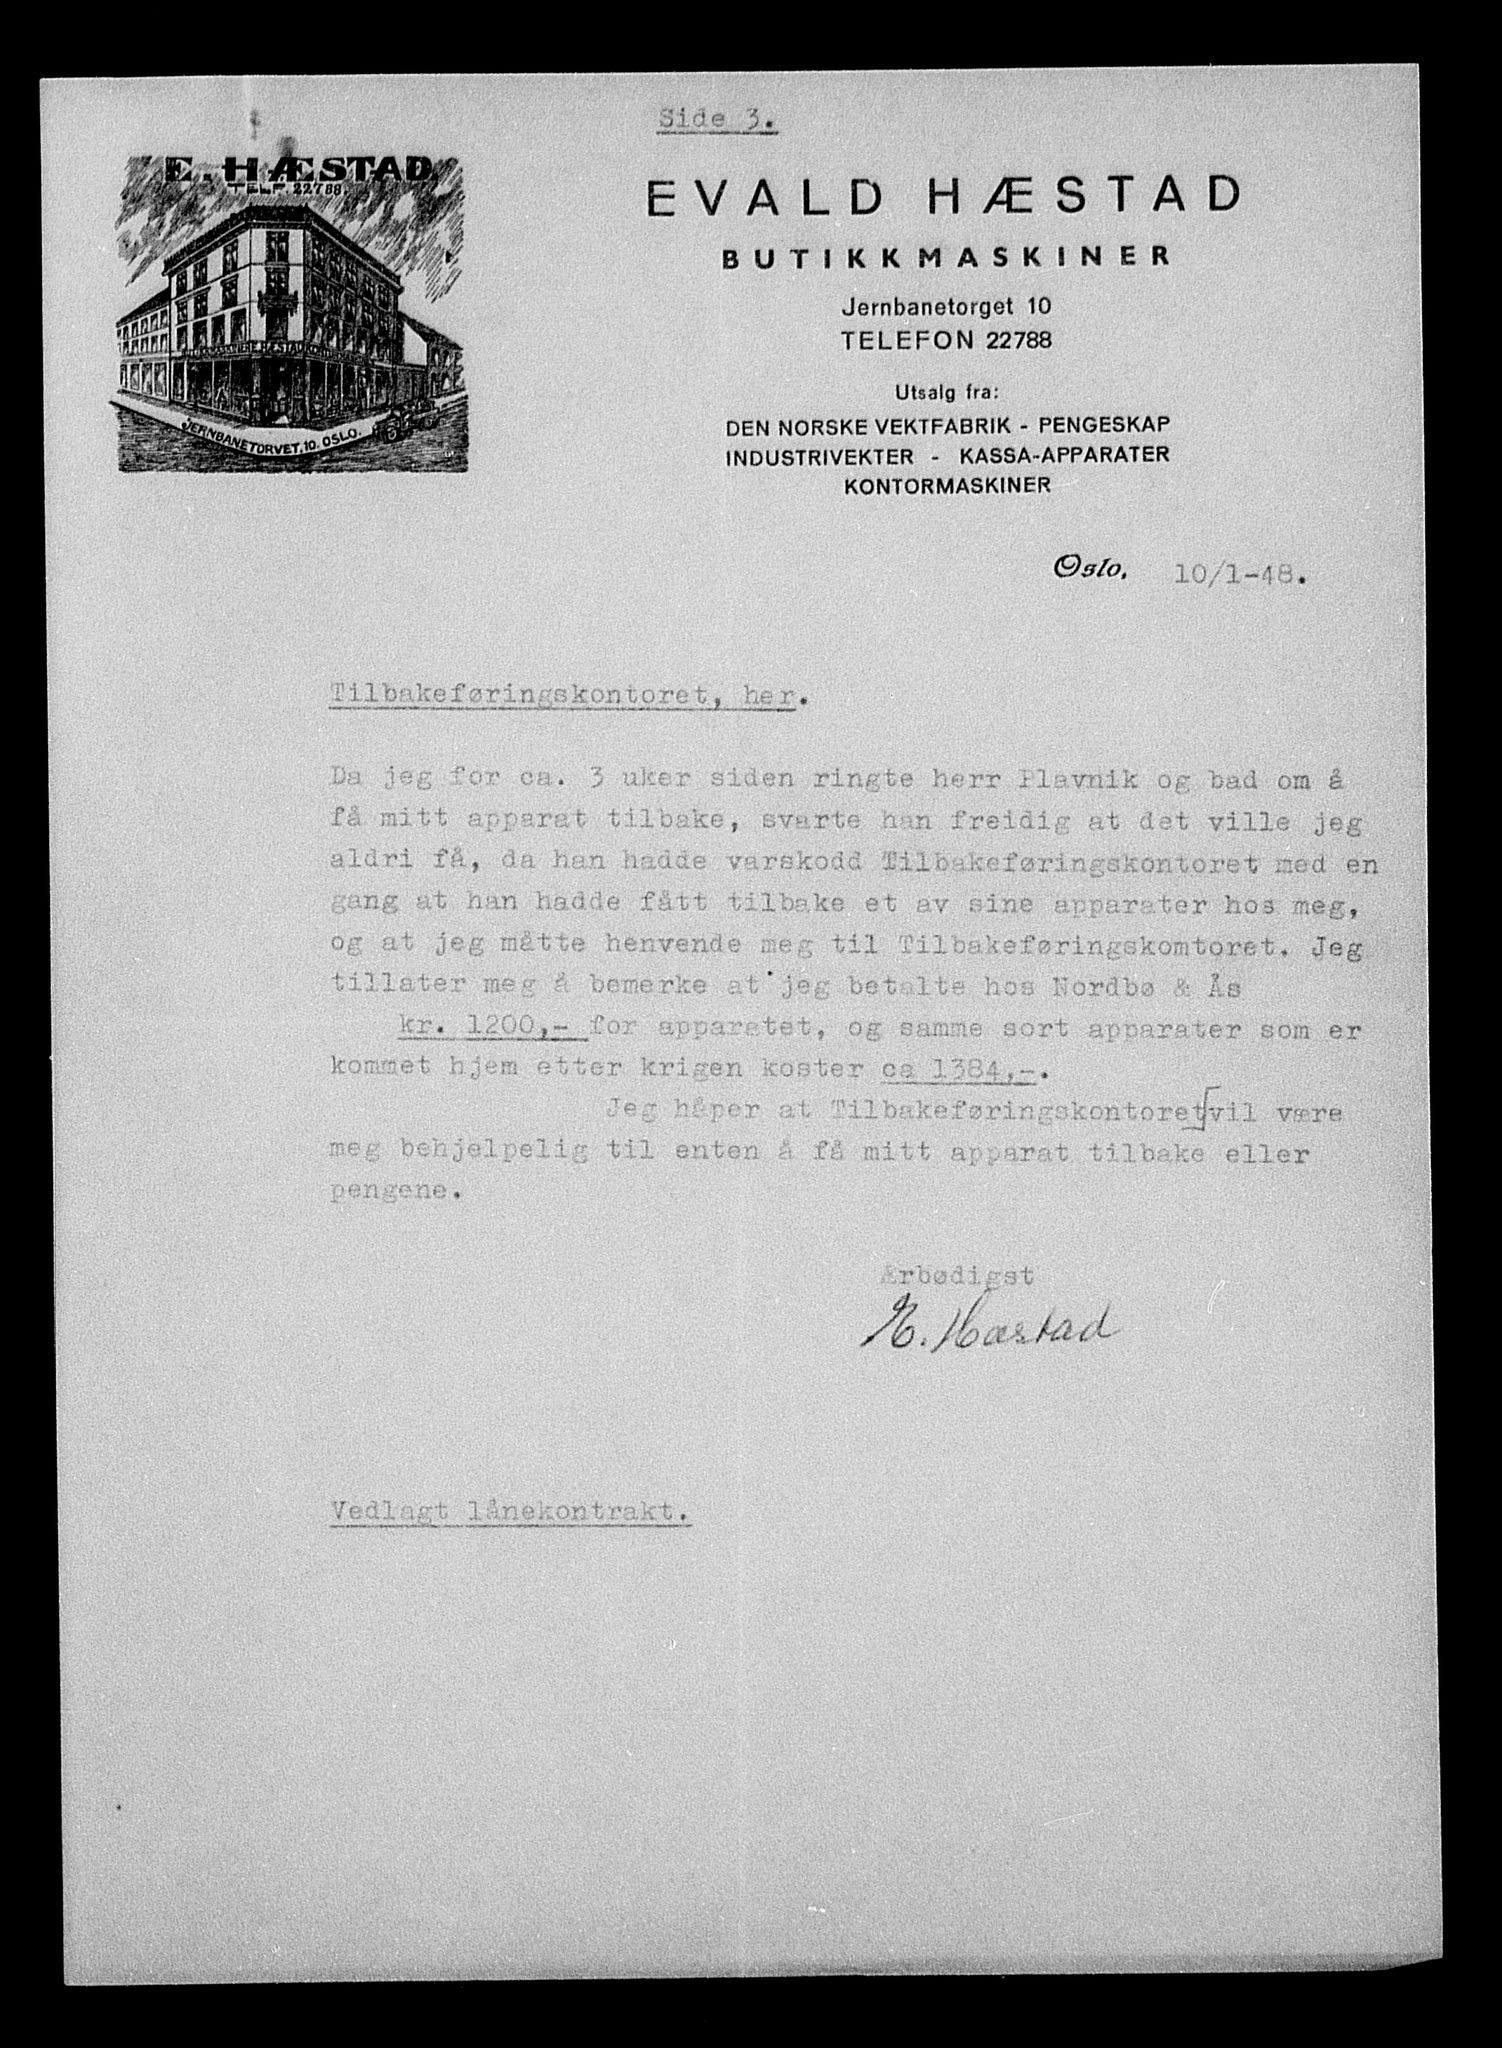 Side 3.
E. HÆSTAD.
TELF. 22788.
JERNBANETORVET. 10. OSLO.
EVALD HÆSTAD
BUTIKKMASKINER
Jernbanetorget 10
TELEFON 22788
Utsalg fra:
DEN NORSKE VEKTFABRIK - PENGESKAP
INDUSTRIVEKTER - KASSA-APPARATER
KONTORMASKINER
Oslo, 10/1-48.
Tilbakeføringskontoret, her.
Da jeg for ca. 3 uker siden ringte herr Plavnik og bad om å
få mitt apparat tilbake, svarte han freidig at det ville jeg
aldri få, da han hadde varskodd Tilbakeføringskontoret med en
gang at han hadde fått tilbake et av sine apparater hos meg,
og at jeg måtte henvende meg til Tilbakeføringskomtoret. Jeg
tillater meg å bemerke at jeg betalte hos Nordbø & Ås
kr. 1200,- for apparatet, og samme sort apparater som er
kommet hjem etter krigen koster ca 1384,-.
Jeg håper at Tilbakeføringskontoret vil være
meg behjelpelig til enten å få mitt apparat tilbake eller
pengene.
Ærbødigst
E. Hæstad
Vedlagt lånekontrakt.